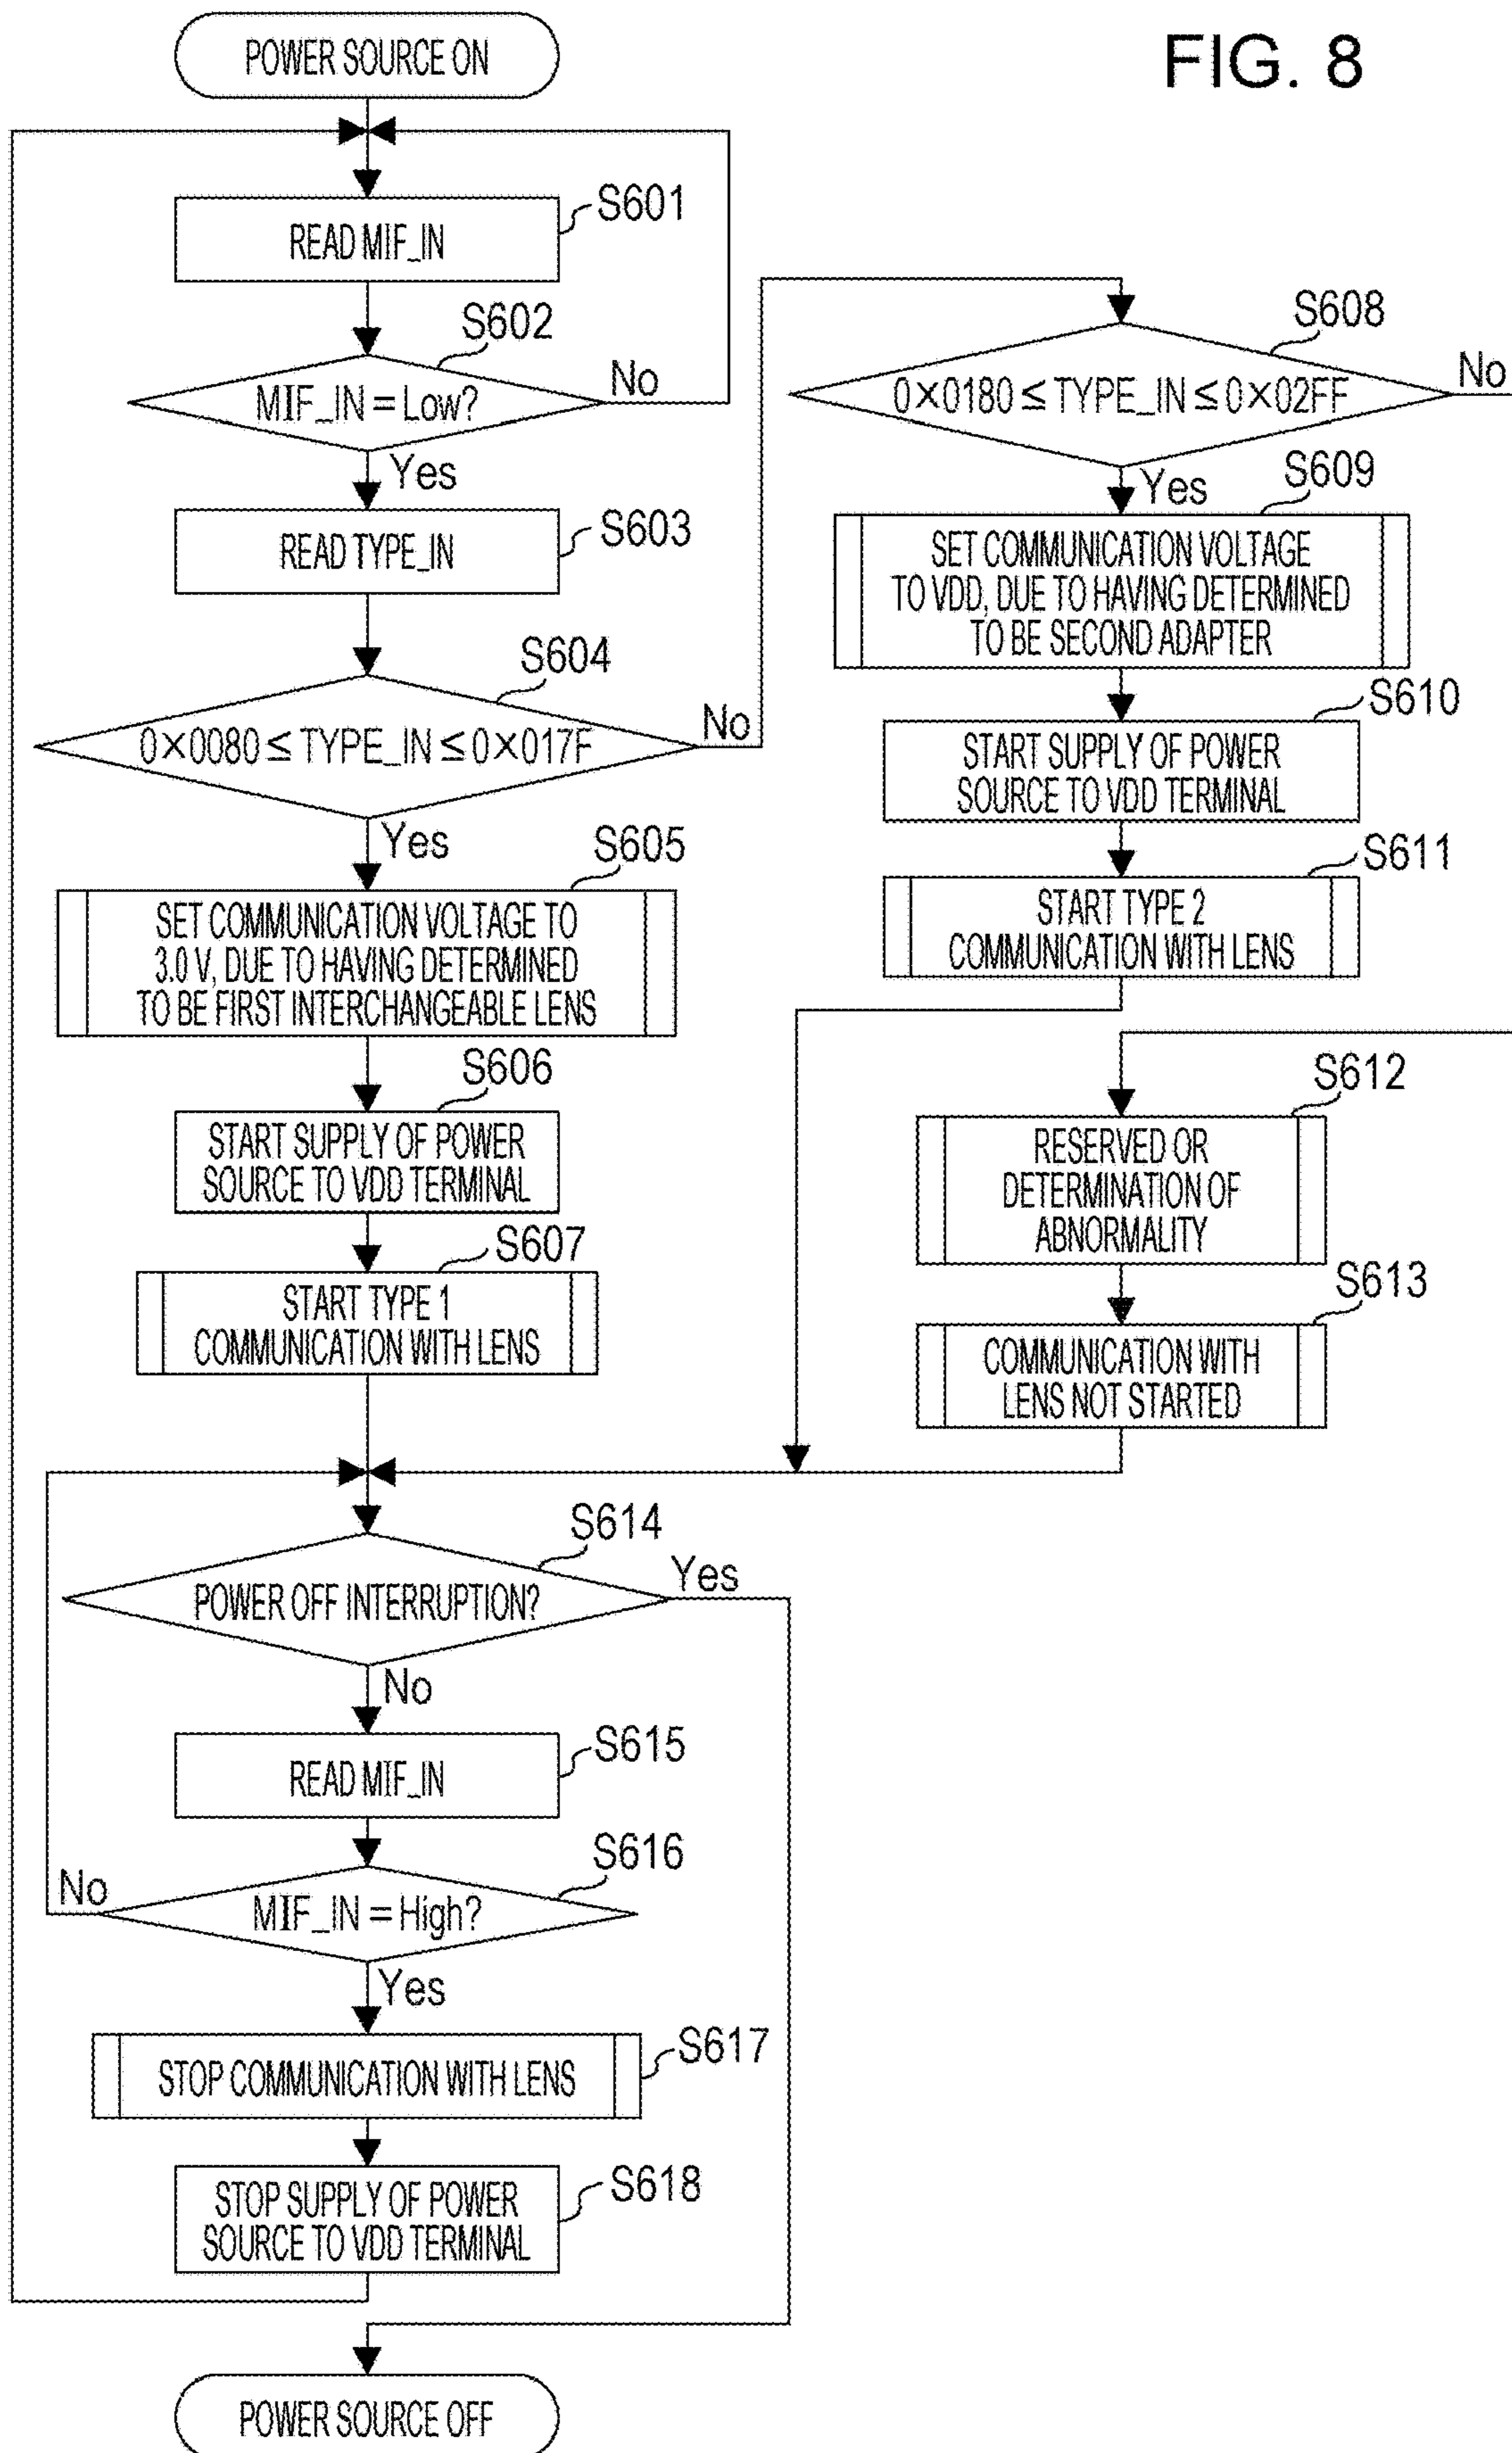 FIG. 8
POWER SOURCE ON
S601
READ MIF_IN
S602
MIF_IN = Low?
No
Yes
S603
READ TYPE_IN
S604
0×0080 ≤ TYPE_IN ≤ 0×017F
No
Yes
S605
SET COMMUNICATION VOLTAGE TO
3.0 V, DUE TO HAVING DETERMINED
TO BE FIRST INTERCHANGEABLE LENS
S606
START SUPPLY OF POWER
SOURCE TO VDD TERMINAL
S607
START TYPE 1
COMMUNICATION WITH LENS
S608
0×0180 ≤ TYPE_IN ≤ 0×02FF
No
Yes
S609
SET COMMUNICATION VOLTAGE
TO VDD, DUE TO HAVING DETERMINED
TO BE SECOND ADAPTER
S610
START SUPPLY OF POWER
SOURCE TO VDD TERMINAL
S611
START TYPE 2
COMMUNICATION WITH LENS
S612
RESERVED OR
DETERMINATION OF
ABNORMALITY
S613
COMMUNICATION WITH
LENS NOT STARTED
S614
POWER OFF INTERRUPTION?
Yes
No
S615
READ MIF_IN
S616
MIF_IN = High?
No
Yes
S617
STOP COMMUNICATION WITH LENS
S618
STOP SUPPLY OF POWER
SOURCE TO VDD TERMINAL
POWER SOURCE OFF